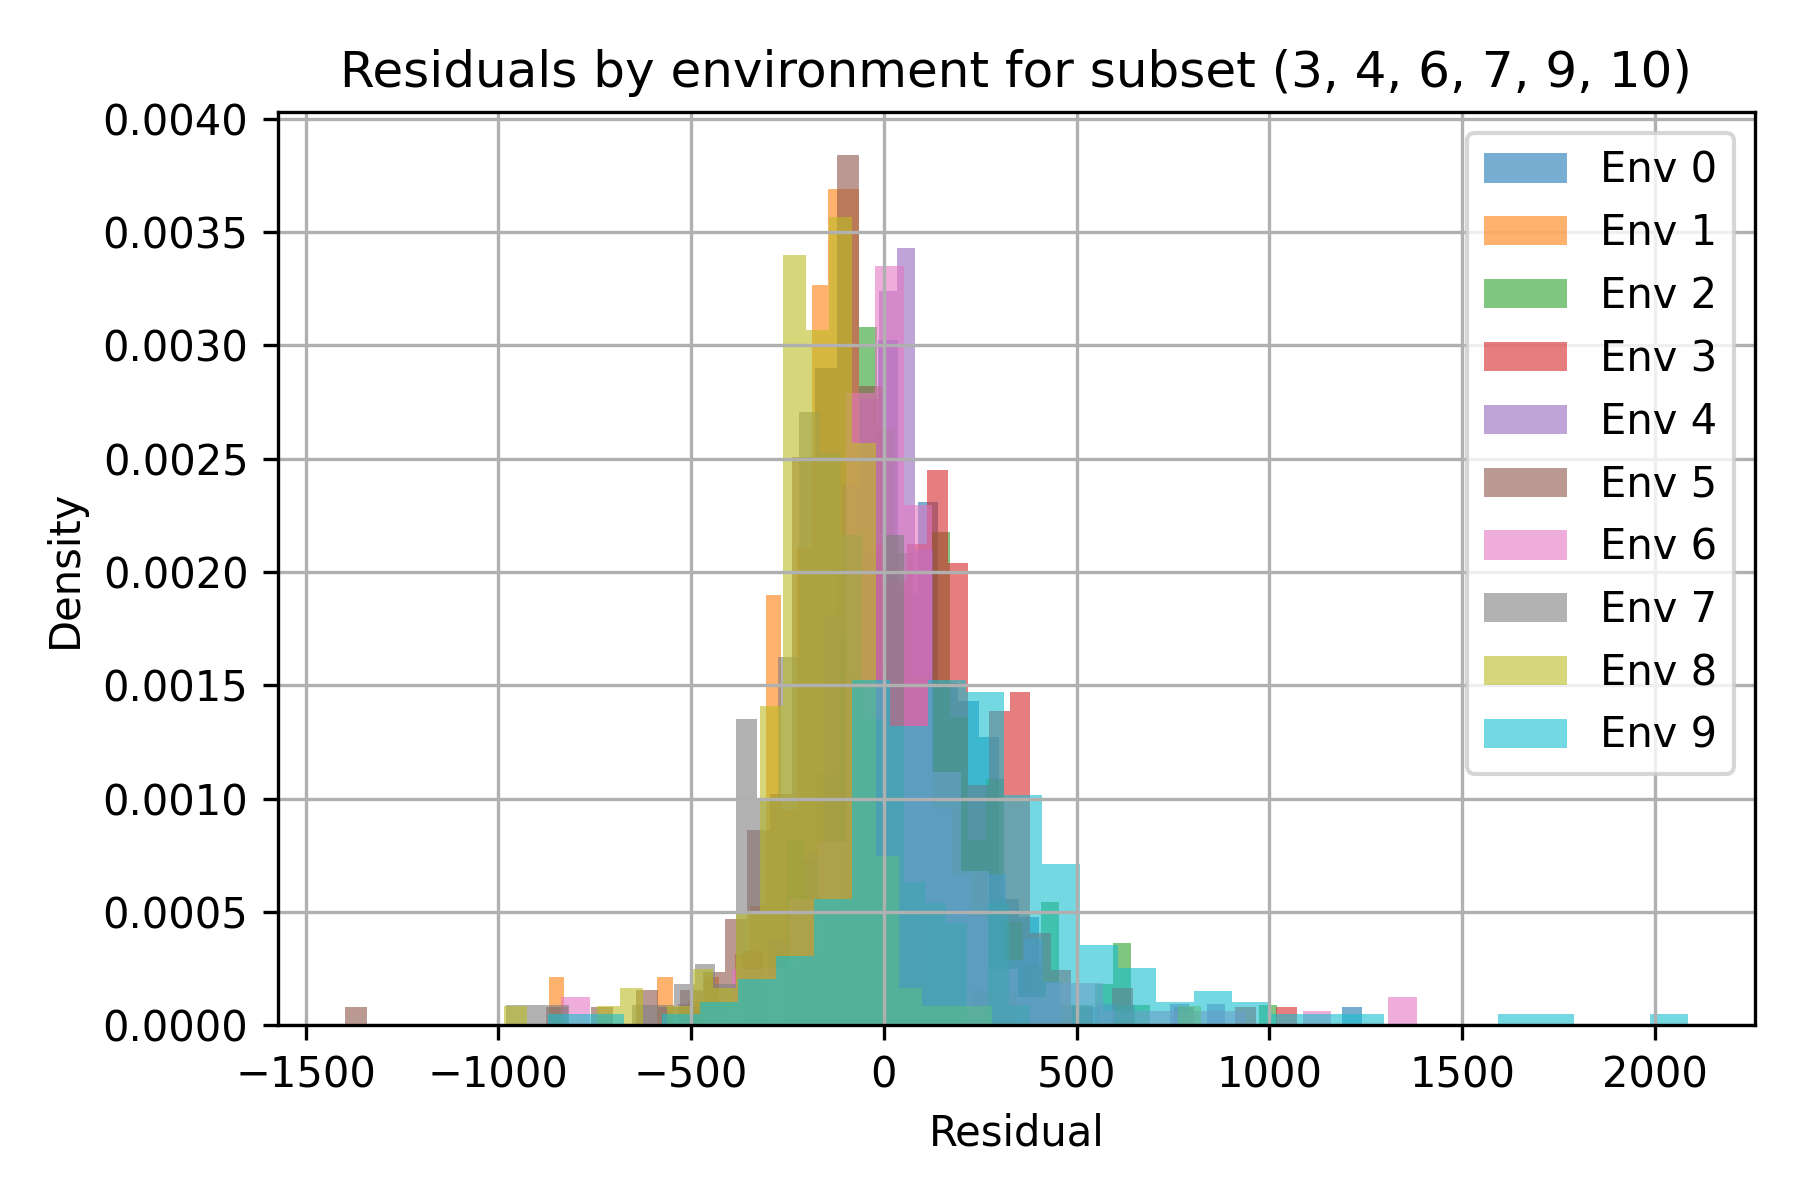 Residuals by environment for subset (3, 4, 6, 7, 9, 10)
0.0040
0.0035
0.0030
0.0025
0.0020
0.0015
0.0010
0.0005
0.0000
Density
Env 0
Env 1
Env 2
Env 3
Env 4
Env 5
Env 6
Env 7
Env 8
Env 9
−1500 −1000 −500 0 500 1000 1500 2000
Residual